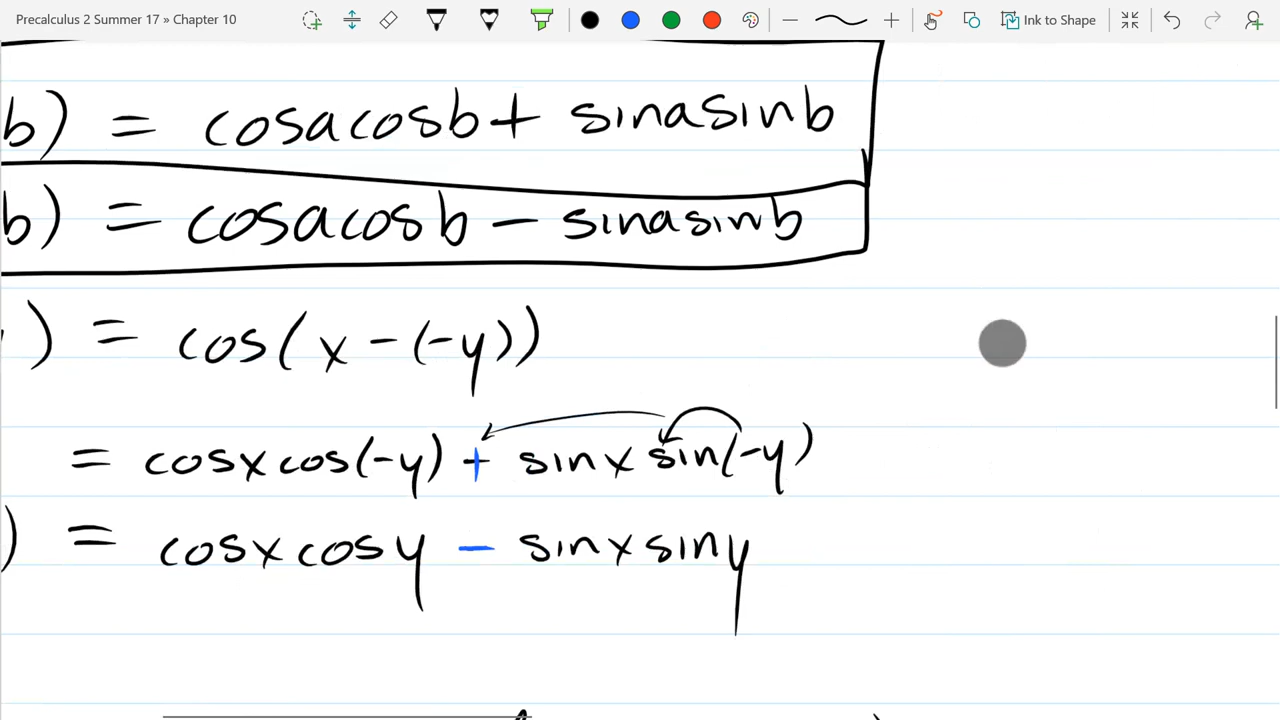 Precalculus 2 Summer 17 » Chapter 10
Ink to Shape
b) = cosacosb + sinasinb
b) = cosacosb - sinasinb
) = cos(x-(-y))
= cosxcos(-y) + sinxsin(-y)
) = cosxcosy - sinxsiny